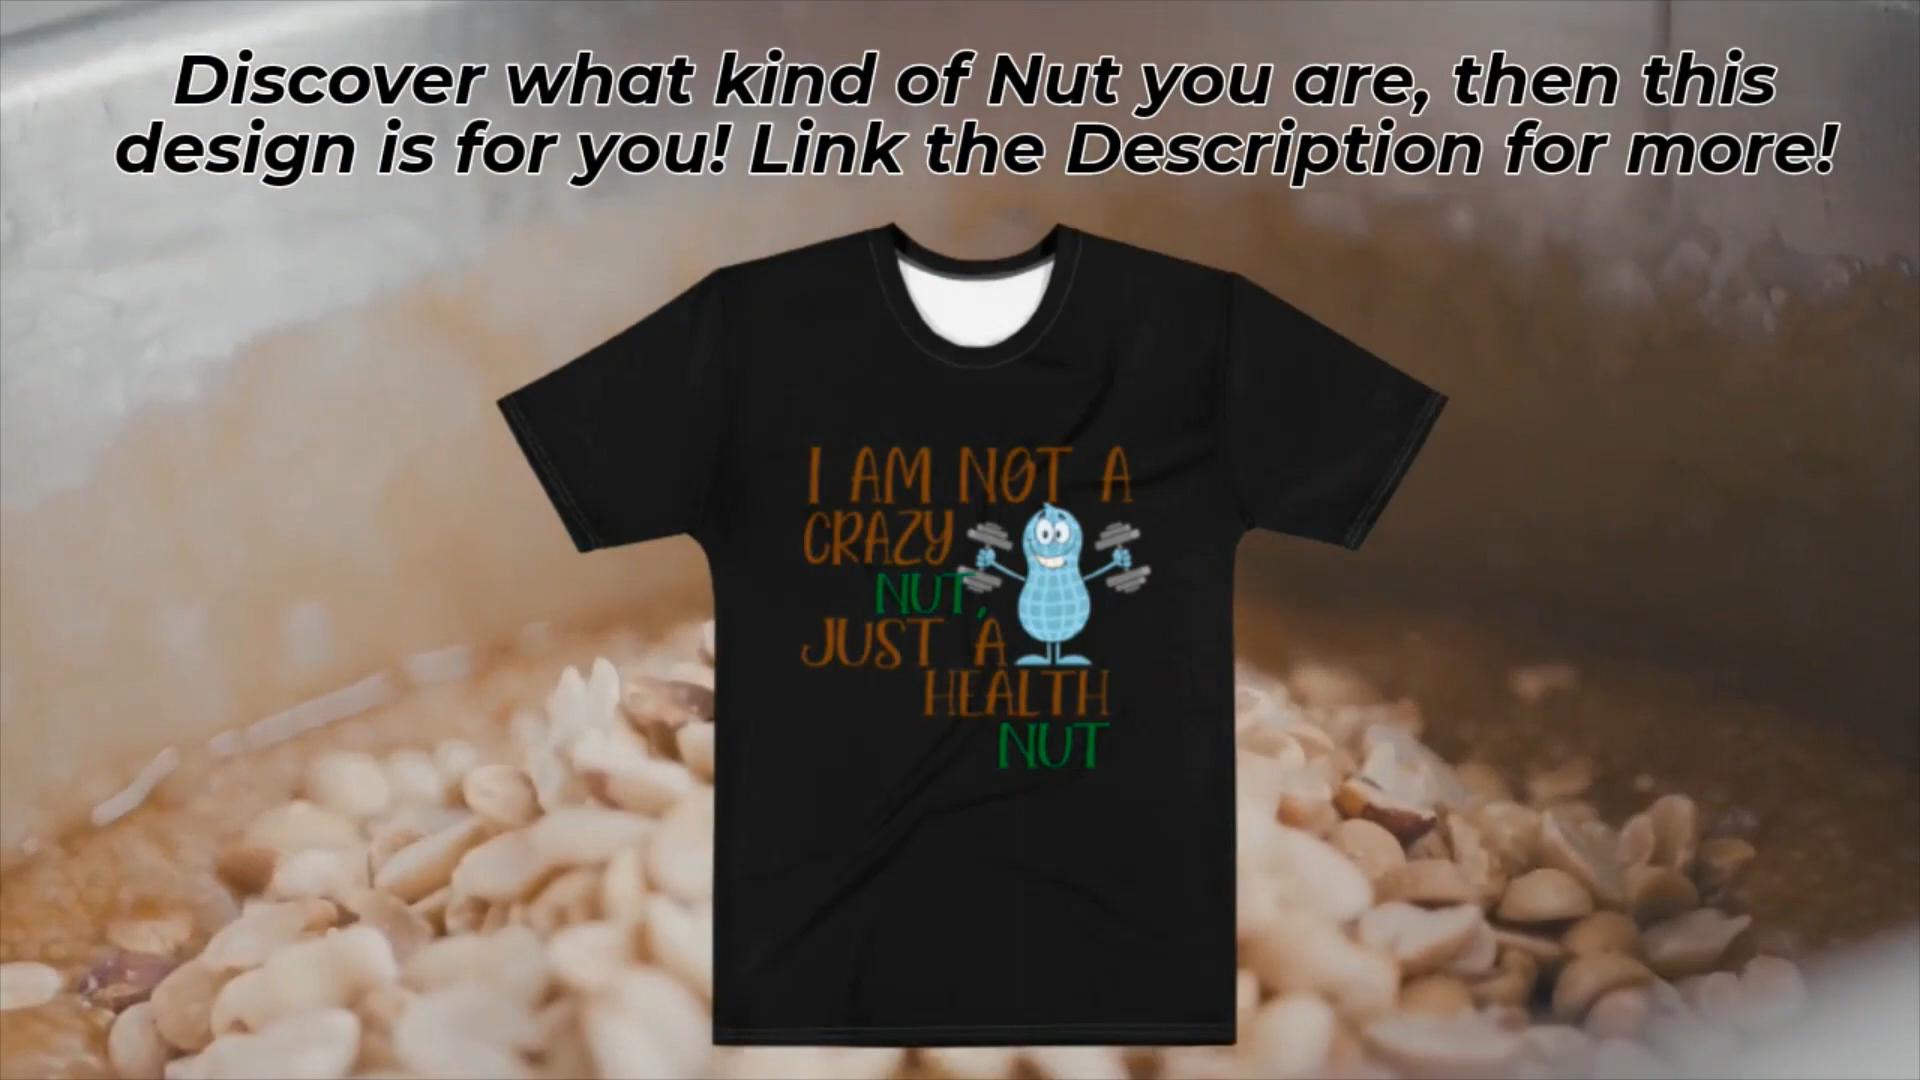 Discover what kind of Nut you are, then this
design is for you! Link the Description for more!
I AM NOT A
CRAZY
NUT,
JUST A
HEALTH
NUT